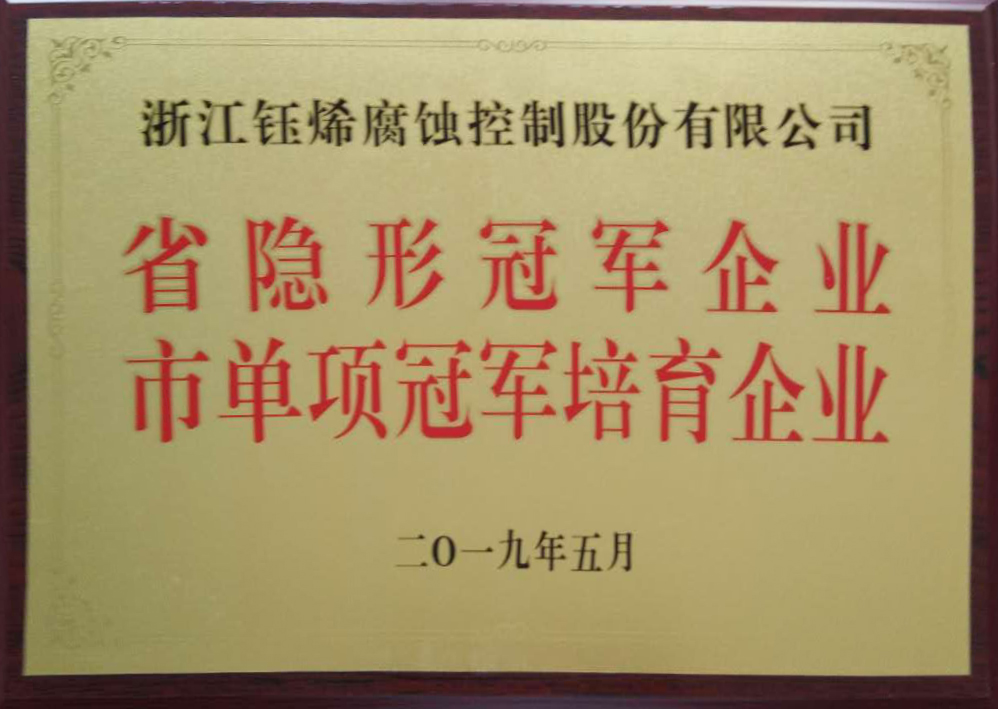 浙江钰烯腐蚀控制股份有限公司
省隐形冠军企业
市单项冠军培育企业
二O一九年五月